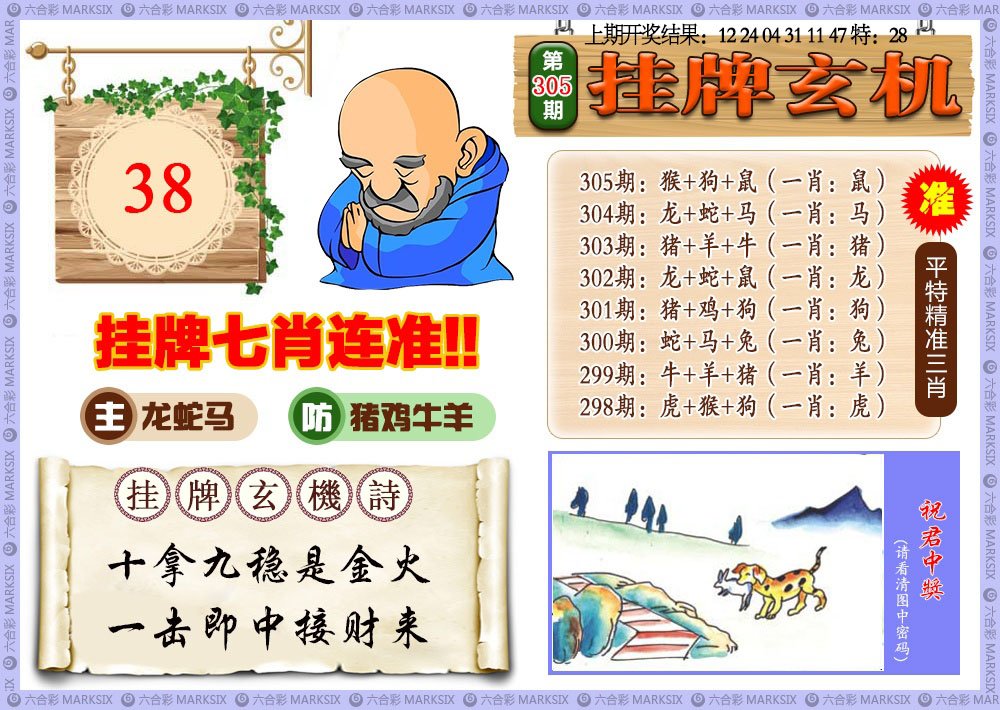 六合彩 MARKSIX
上期开奖结果：12 24 04 31 11 47 特：28
第
305
期
挂牌玄机
38
305期：猴+狗+鼠（一肖：鼠）
304期：龙+蛇+马（一肖：马）
303期：猪+羊+牛（一肖：猪）
302期：龙+蛇+鼠（一肖：龙）
301期：猪+鸡+狗（一肖：狗）
300期：蛇+马+兔（一肖：兔）
299期：牛+羊+猪（一肖：羊）
298期：虎+猴+狗（一肖：虎）
准
平特精准三肖
挂牌七肖连准!!
主 龙蛇马
防 猪鸡牛羊
挂牌玄機詩
十拿九稳是金火
一击即中接财来
祝君中獎
（请看清图中密码）